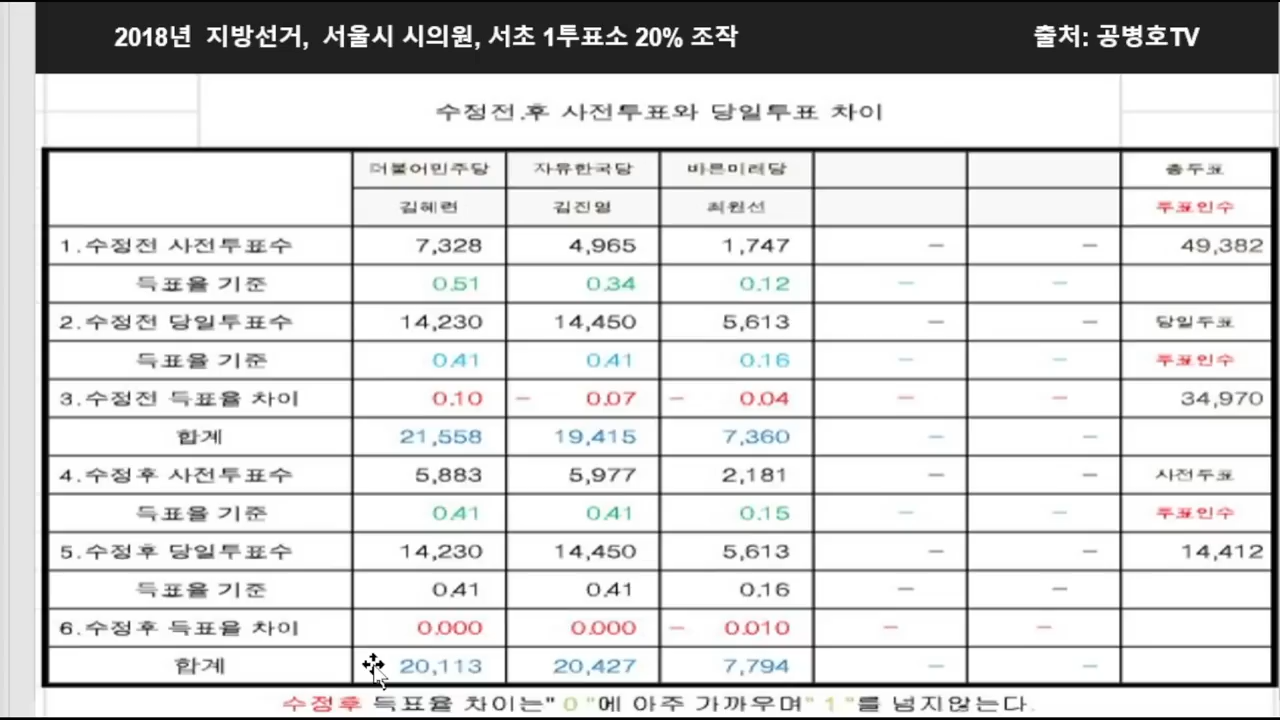 2018년 지방선거, 서울시 시의원, 서초 1투표소 20% 조작 출처: 공병호TV
수정전.후 사전투표와 당일투표 차이
더불어민주당 자유한국당 바른미래당 총투표
김혜련 김진영 최원선 투표인수
1.수정전 사전투표수 7,328 4,965 1,747 – – 49,382
득표율 기준 0.51 0.34 0.12 – –
2.수정전 당일투표수 14,230 14,450 5,613 – – 당일투표
득표율 기준 0.41 0.41 0.16 – – 투표인수
3.수정전 득표율 차이 0.10 – 0.07 – 0.04 – – 34,970
합계 21,558 19,415 7,360 – –
4.수정후 사전투표수 5,883 5,977 2,181 – – 사전투표
득표율 기준 0.41 0.41 0.15 – – 투표인수
5.수정후 당일투표수 14,230 14,450 5,613 – – 14,412
득표율 기준 0.41 0.41 0.16 – –
6.수정후 득표율 차이 0.000 0.000 – 0.010 – –
합계 20,113 20,427 7,794 – –
수정후 득표율 차이는"0"에 아주 가까우며"1"를 넘지않는다.